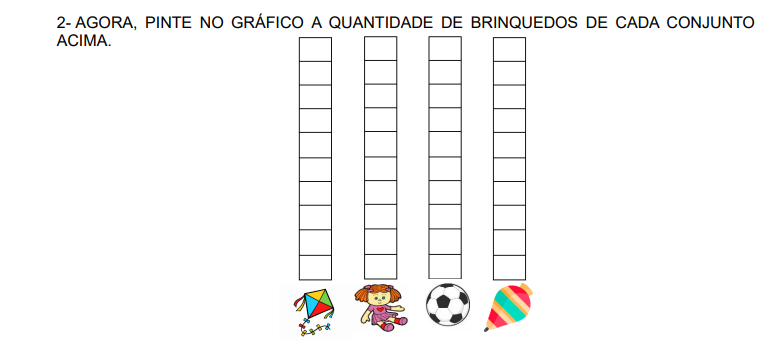 2- AGORA, PINTE NO GRÁFICO A QUANTIDADE DE BRINQUEDOS DE CADA CONJUNTO
ACIMA.